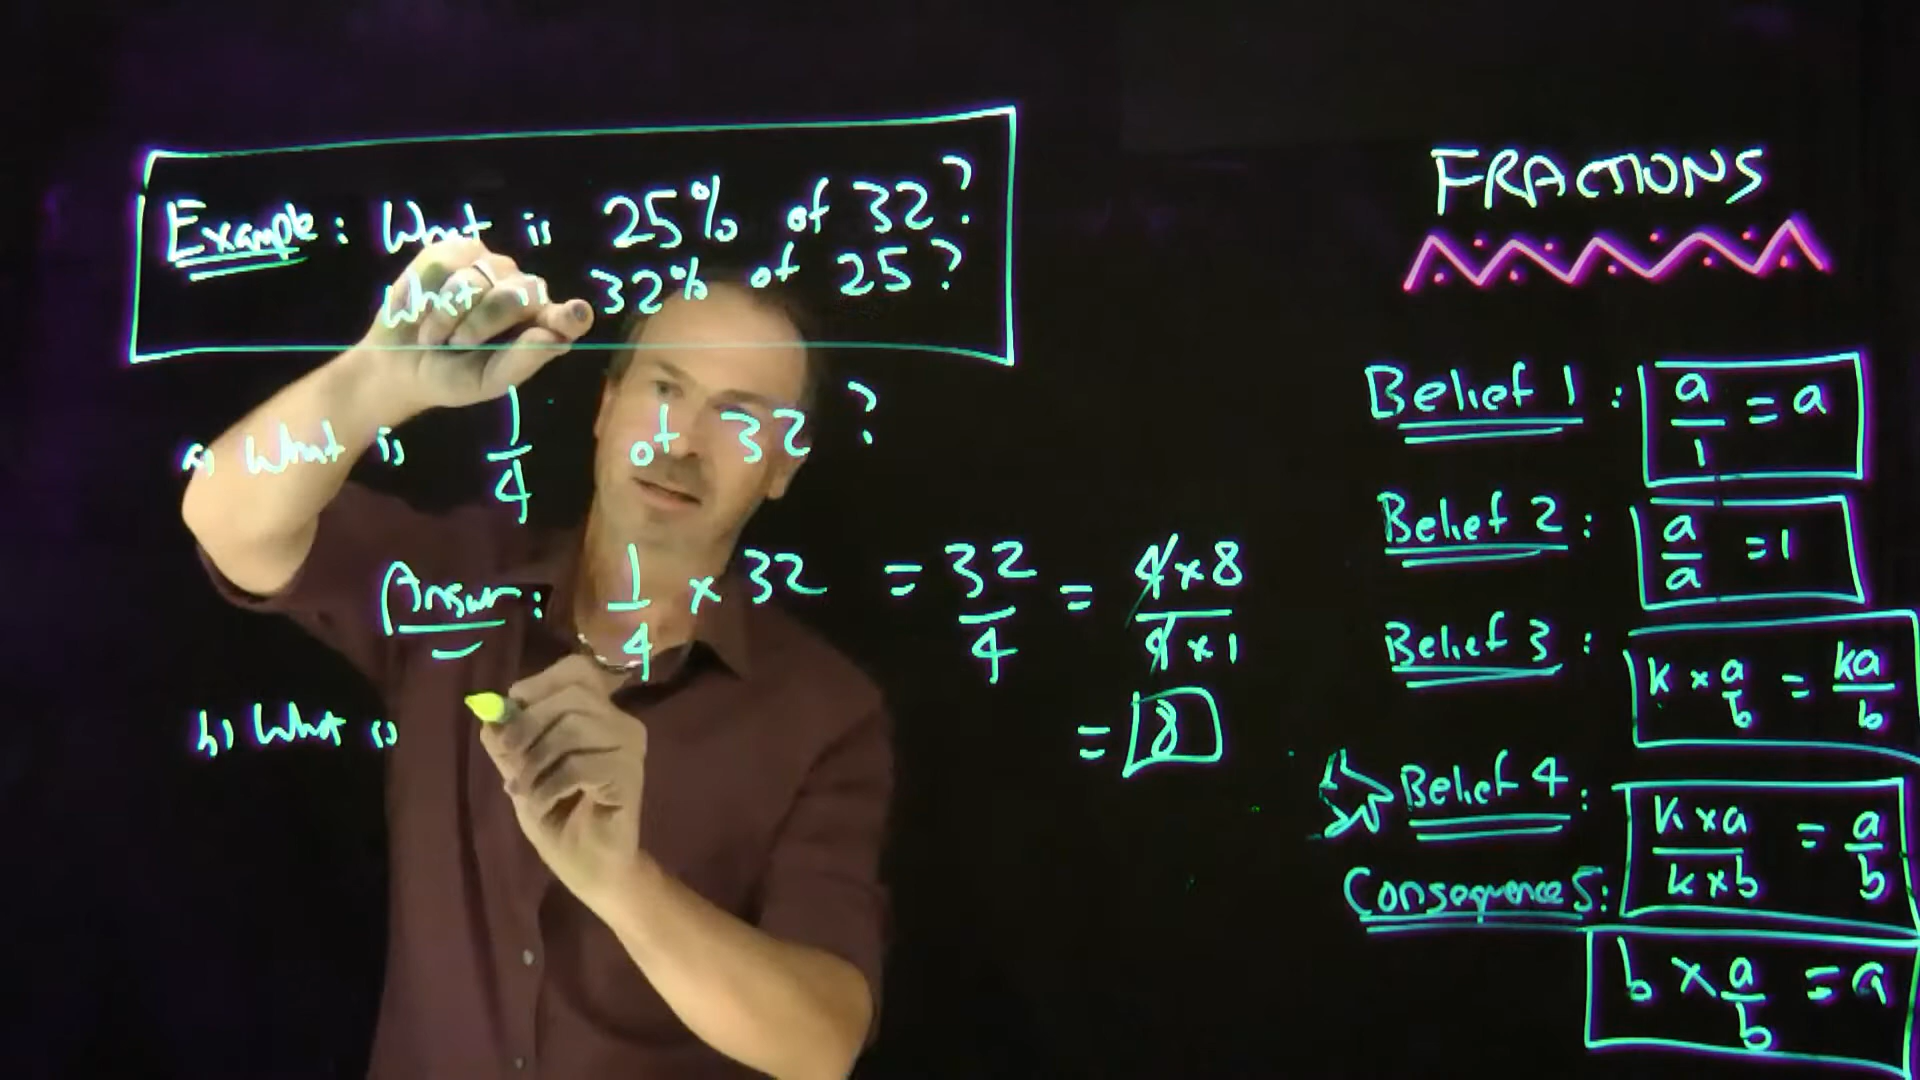 Example: What is 25% of 32?
What is 32% of 25?
a) What is 1/4 of 32?
Answer: 1/4 × 32 = 32/4 = 4×8/4×1
= 8
b) What is
FRACTIONS
Belief 1: a/1 = a
Belief 2: a/a = 1
Belief 3: k × a/b = ka/b
Belief 4: k×a/k×b = a/b
Consequence 5:
b × a/b = a